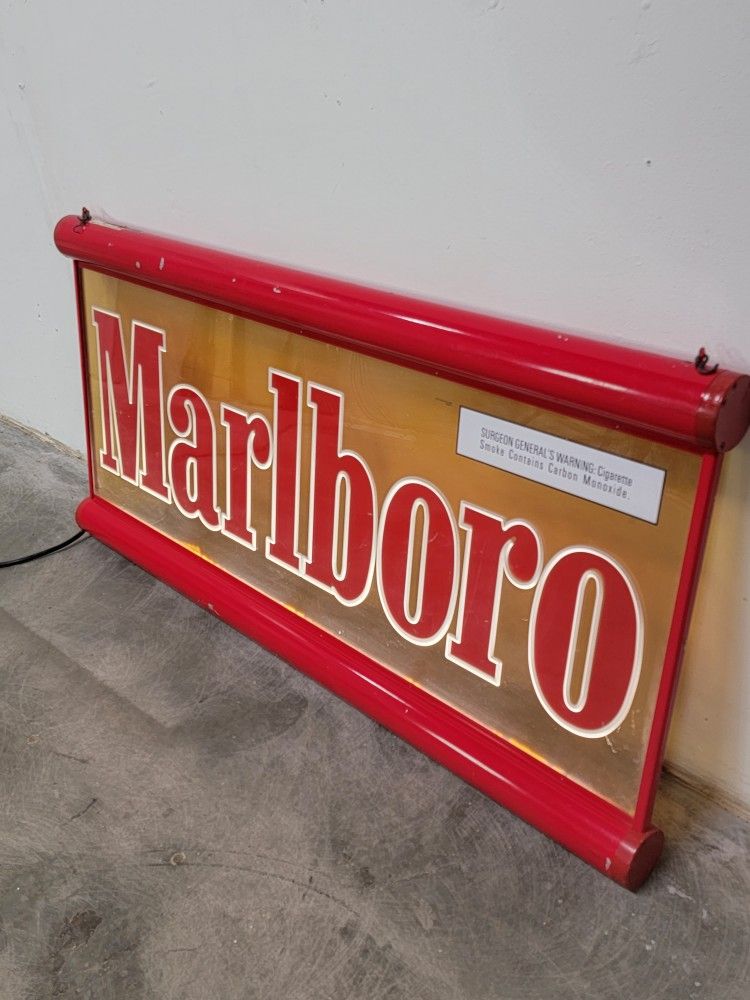 Marlboro
SURGEON GENERAL'S WARNING: Cigarette
Smoke Contains Carbon Monoxide.